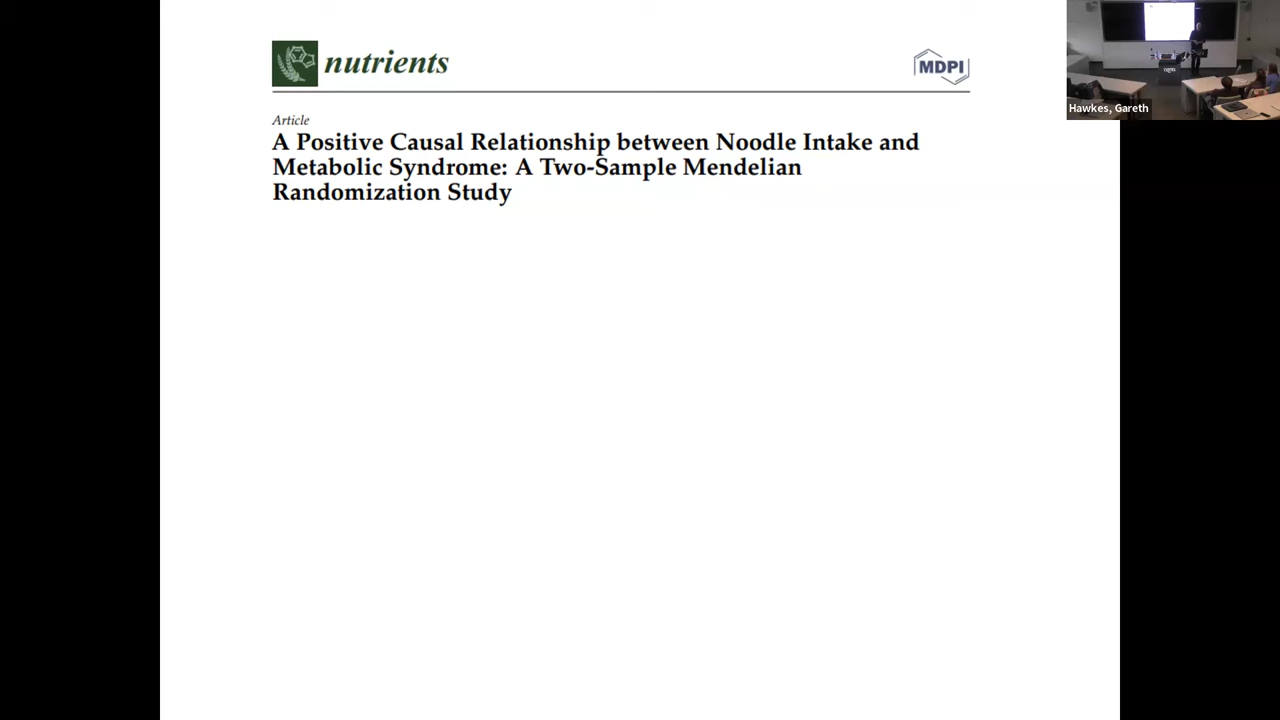 nutrients
MDPI
Article
A Positive Causal Relationship between Noodle Intake and
Metabolic Syndrome: A Two-Sample Mendelian
Randomization Study
Hawkes, Gareth